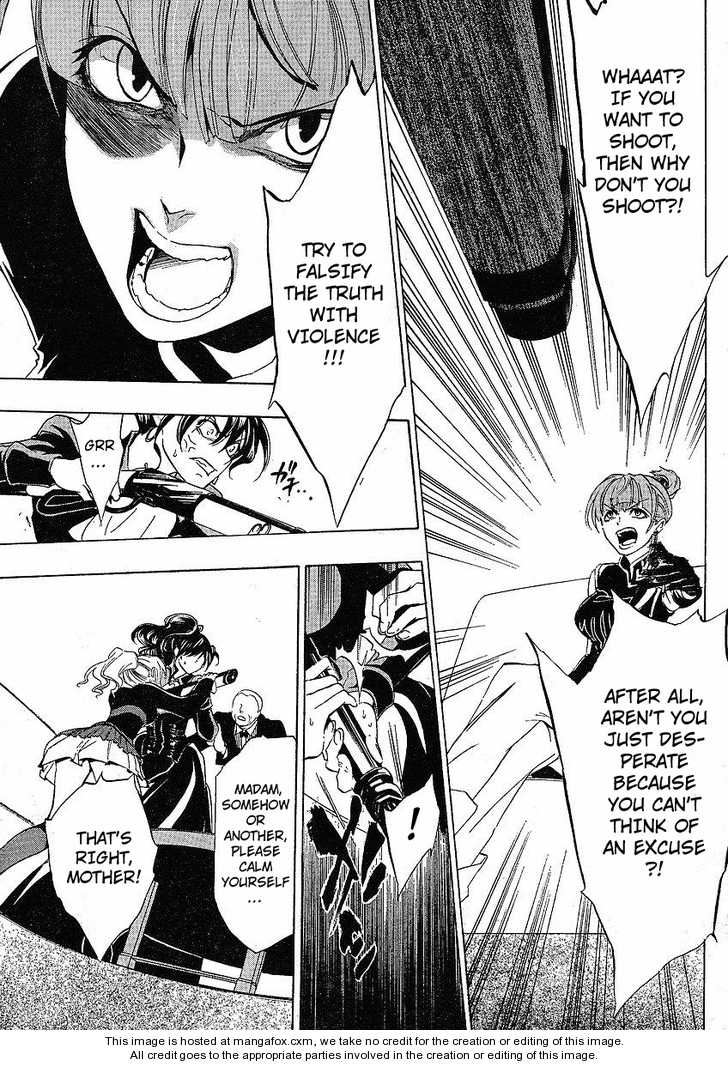 WHAAAT?
IF YOU
WANT TO
SHOOT,
THEN WHY
DON'T YOU
SHOOT?!
AFTER ALL,
AREN'T YOU
JUST DES-
PERATE
BECAUSE
YOU CAN'T
THINK OF
AN EXCUSE
?!
TRY TO
FALSIFY
THE TRUTH
WITH
VIOLENCE
!!!
GRR
...
!
MADAM,
SOMEHOW
OR
ANOTHER,
PLEASE
CALM
YOURSELF
...
THAT'S
RIGHT,
MOTHER!
This image is hosted at mangafox.cxm, we take no credit for the creation or editing of this image.
All credit goes to the appropriate parties involved in the creation or editing of this image.